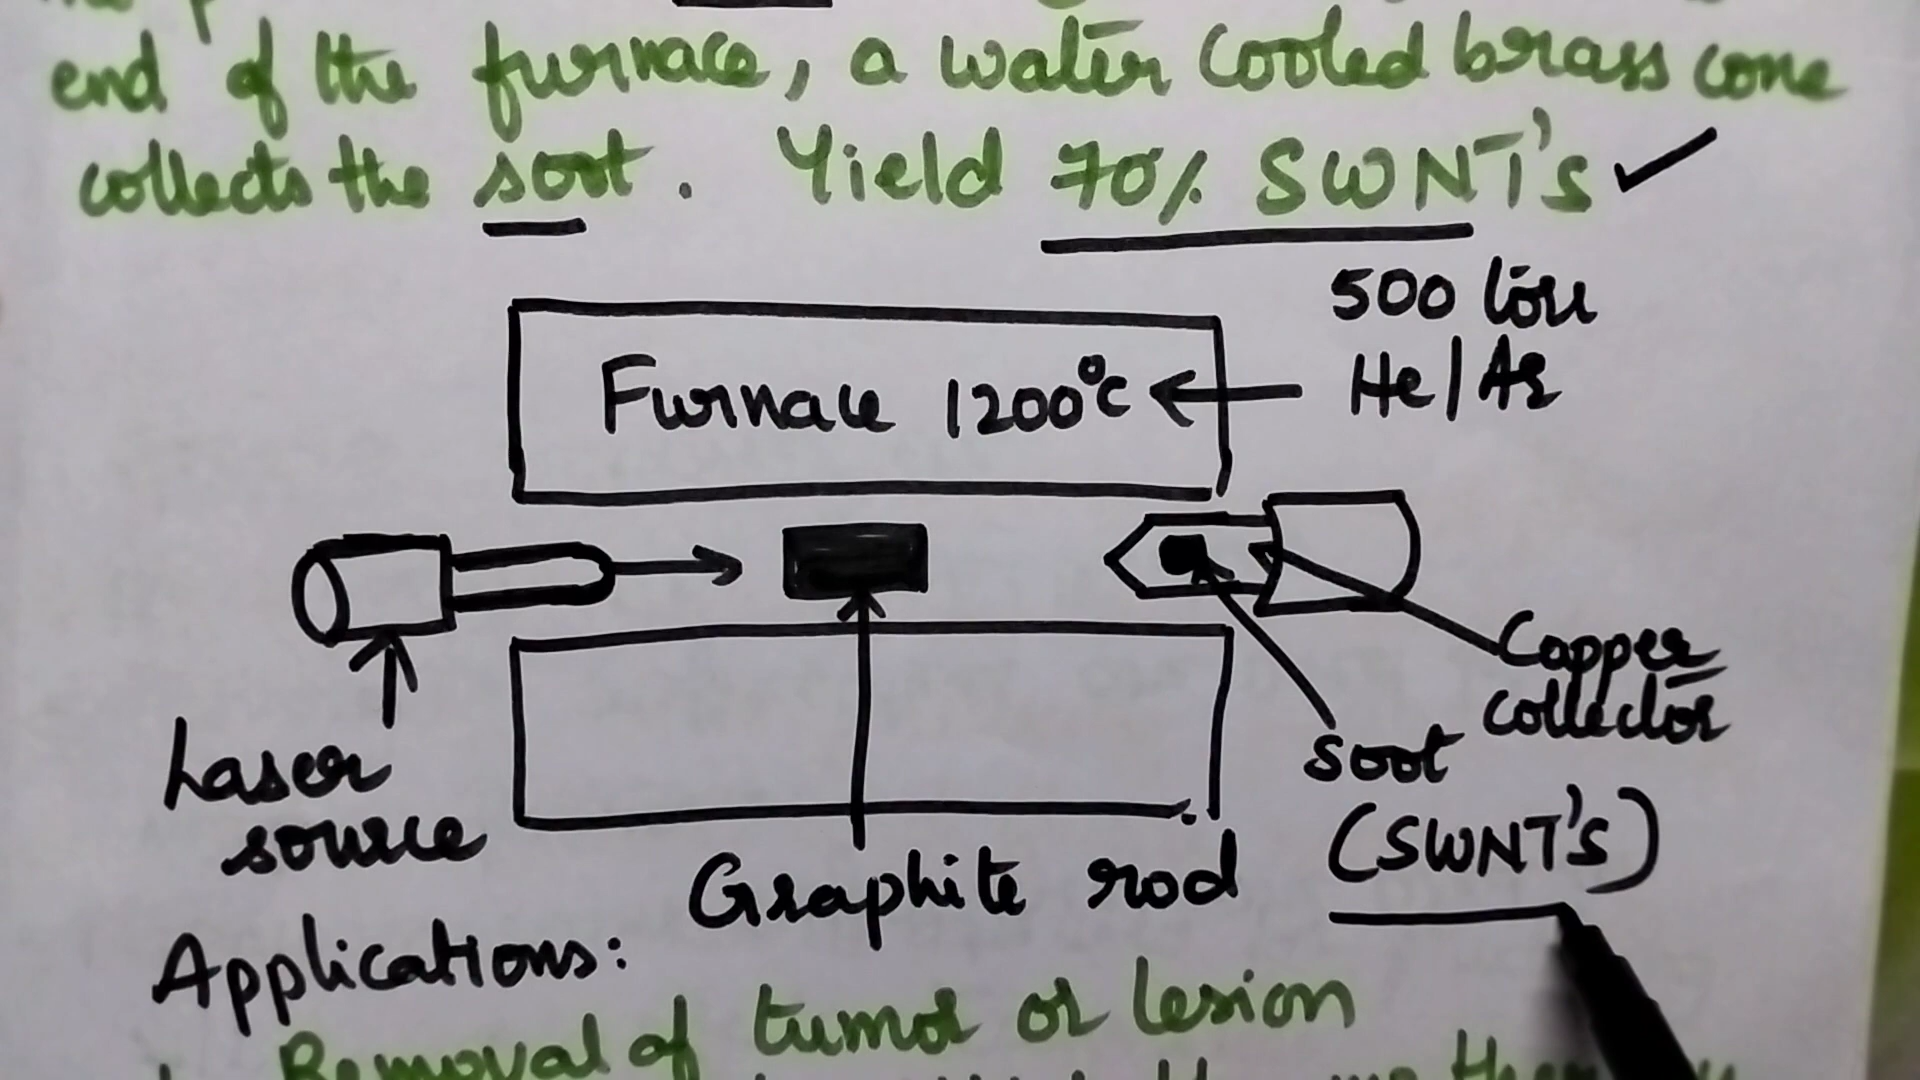 end of the furnace, a water cooled brass cone
collects the soot. Yield 70% SWNT's ✓
500 torr
He/Ar
Furnace 1200°C
Copper
collector
Laser
source
soot
(SWNT's)
Graphite rod
Applications:
Removal of tumor or lesion